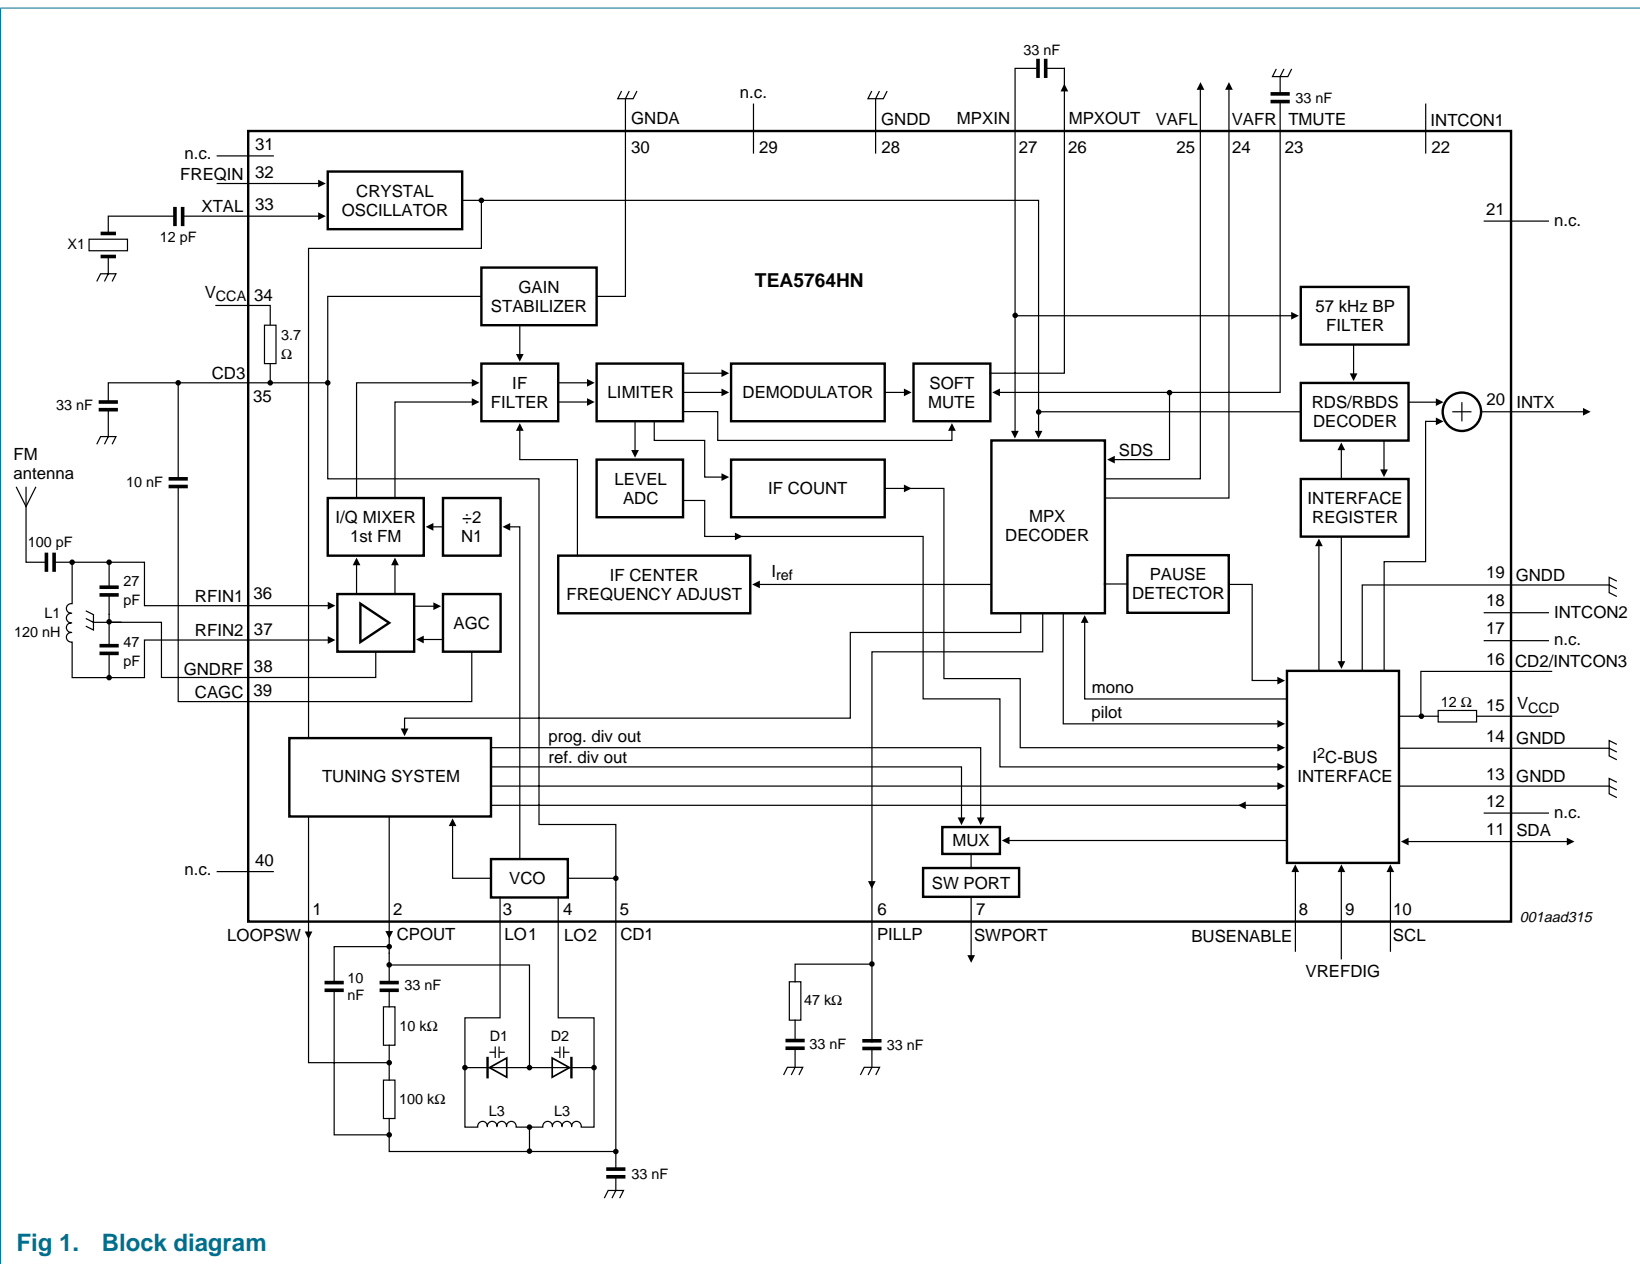 33 nF
33 nF
n.c.
GNDA
GNDD
MPXIN
MPXOUT
VAFL
VAFR
TMUTE
INTCON1
30
29
28
27
26
25
24
23
22
n.c.
31
FREQIN
32
XTAL
33
12 pF
X1
CRYSTAL
OSCILLATOR
21
n.c.
TEA5764HN
VCCA
34
3.7
Ω
CD3
35
33 nF
GAIN
STABILIZER
57 kHz BP
FILTER
IF
FILTER
LIMITER
DEMODULATOR
SOFT
MUTE
RDS/RBDS
DECODER
+
20
INTX
SDS
FM
antenna
10 nF
LEVEL
ADC
IF COUNT
I/Q MIXER
1st FM
÷2
N1
MPX
DECODER
INTERFACE
REGISTER
100 pF
27
pF
L1
120 nH
47
pF
RFIN1
36
RFIN2
37
GNDRF
38
CAGC
39
AGC
IF CENTER
FREQUENCY ADJUST
Iref
PAUSE
DETECTOR
19
GNDD
18
INTCON2
17
n.c.
16
CD2/INTCON3
12 Ω
15
VCCD
14
GNDD
13
GNDD
12
n.c.
11
SDA
mono
pilot
I2C-BUS
INTERFACE
prog. div out
ref. div out
TUNING SYSTEM
MUX
SW PORT
VCO
n.c.
40
1
2
3
4
5
6
7
8
9
10
001aad315
LOOPSW
CPOUT
LO1
LO2
CD1
PILLP
SWPORT
BUSENABLE
SCL
VREFDIG
10
nF
33 nF
10 kΩ
100 kΩ
D1
D2
L3
L3
33 nF
47 kΩ
33 nF
33 nF
Fig 1. Block diagram